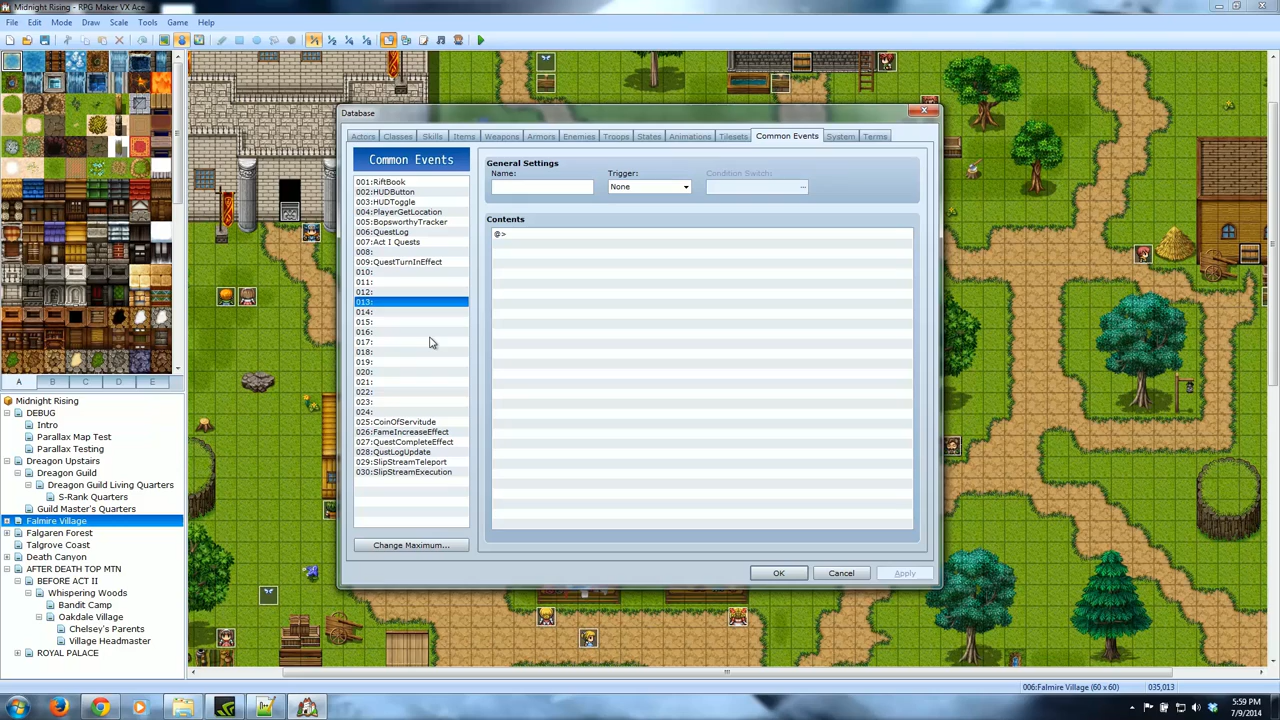 Midnight Rising - RPG Maker VX Ace
File Edit Mode Draw Scale Tools Game Help
Database
Actors Classes Skills Items Weapons Armors Enemies Troops States Animations Tilesets Common Events System Terms
Common Events
001:RiftBook
002:HUDButton
003:HUDToggle
004:PlayerGetLocation
005:BopsworthyTracker
006:QuestLog
007:Act I Quests
008:
009:QuestTurnInEffect
010:
011:
012:
013:
014:
015:
016:
017:
018:
019:
020:
021:
022:
023:
024:
025:CoinOfServitude
026:FameIncreaseEffect
027:QuestCompleteEffect
028:QustLogUpdate
029:SlipStreamTeleport
030:SlipStreamExecution
Change Maximum...
General Settings
Name: Trigger: Condition Switch:
None ...
Contents
@>
OK Cancel Apply
A B C D E
Midnight Rising
DEBUG
Intro
Parallax Map Test
Parallax Testing
Dreagon Upstairs
Dreagon Guild
Dreagon Guild Living Quarters
S-Rank Quarters
Guild Master's Quarters
Falmire Village
Falgaren Forest
Talgrove Coast
Death Canyon
AFTER DEATH TOP MTN
BEFORE ACT II
Whispering Woods
Bandit Camp
Oakdale Village
Chelsey's Parents
Village Headmaster
ROYAL PALACE
006:Falmire Village (60 x 60) 035,013
5:59 PM
7/9/2014